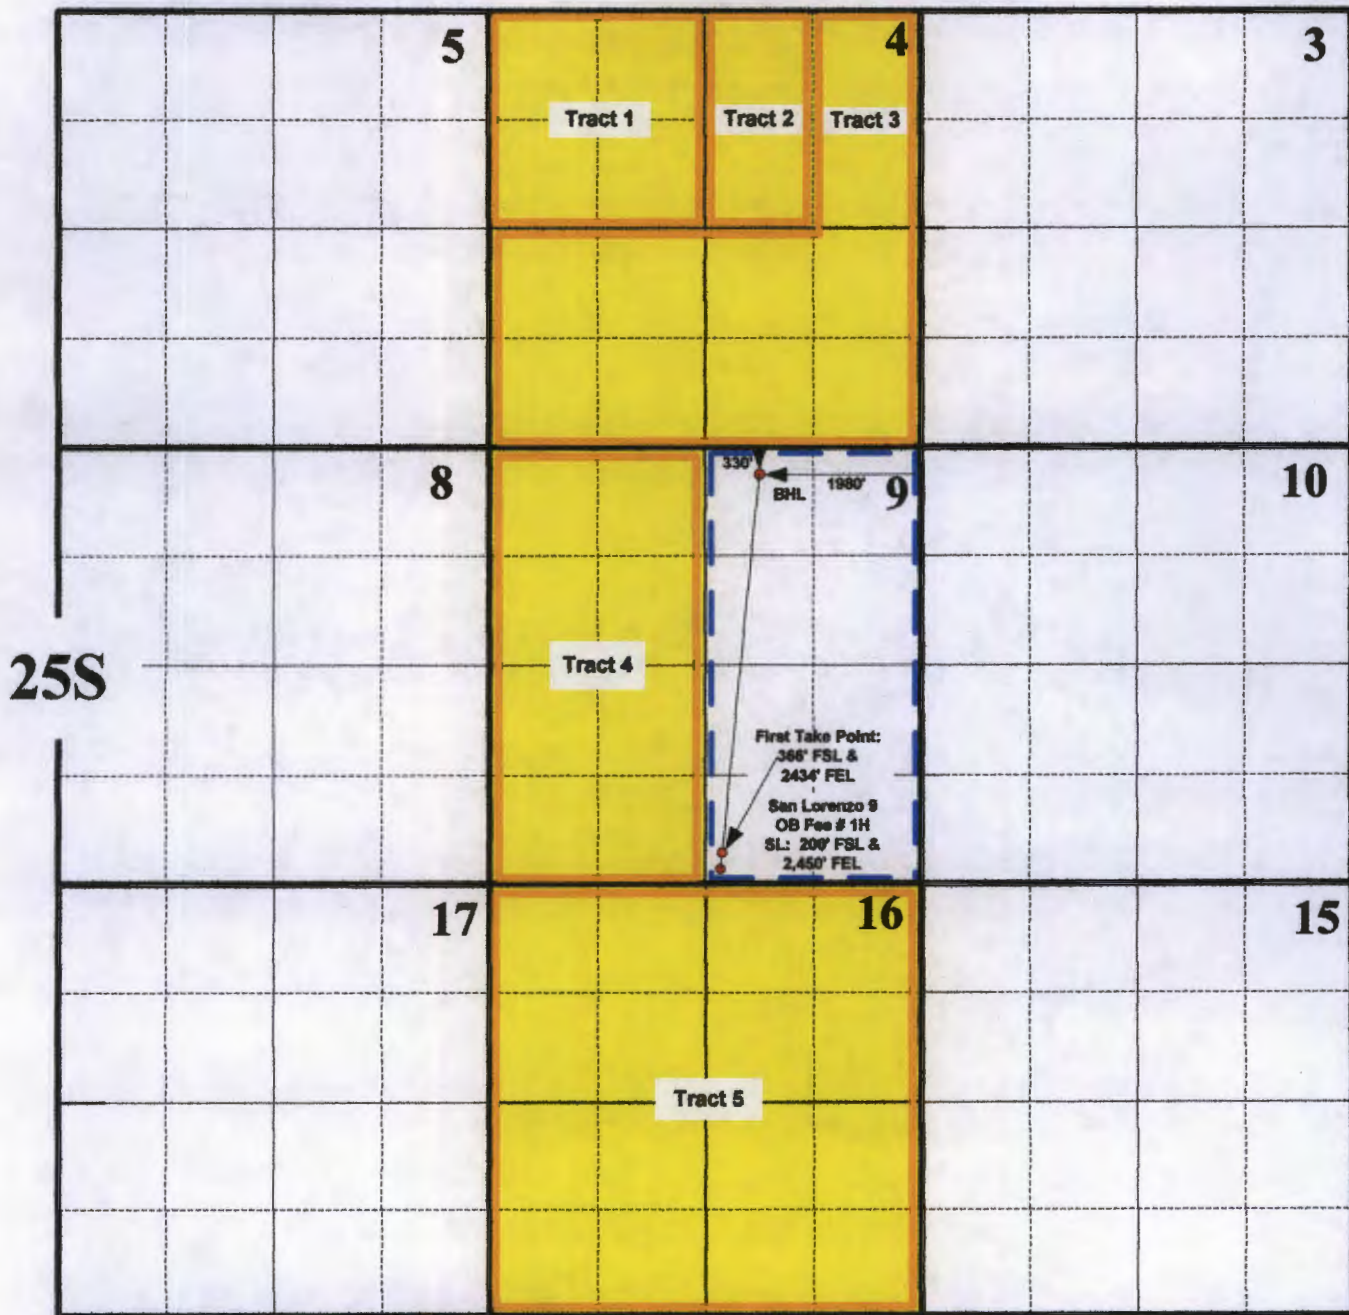 5
4
3
Tract 1
Tract 2
Tract 3
8
330'
1980'
BHL
9
10
25S
Tract 4
First Take Point:
366' FSL &
2434' FEL
San Lorenzo 9
OB Fee # 1H
SL: 200' FSL &
2,450' FEL
17
16
15
Tract 5